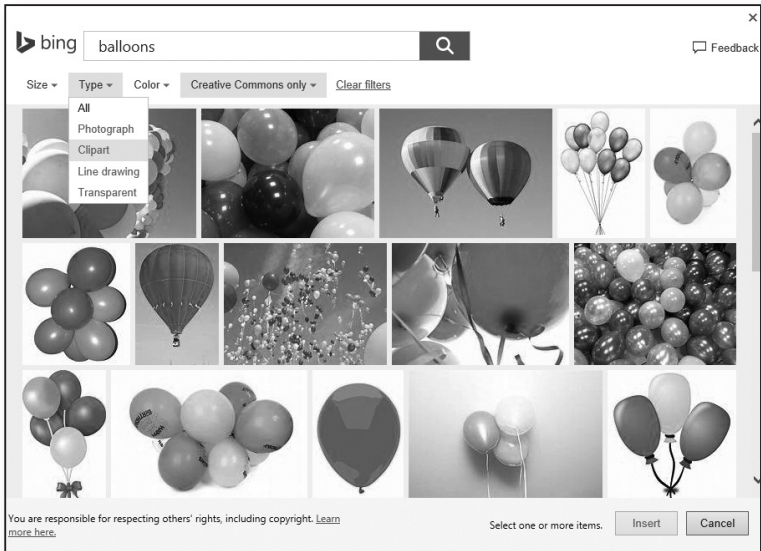 ×
bing
balloons
Feedback
Size Type Color Creative Commons only Clear filters
All
Photograph
Clipart
Line drawing
Transparent
You are responsible for respecting others' rights, including copyright. Learn
more here.
Select one or more items. Insert Cancel